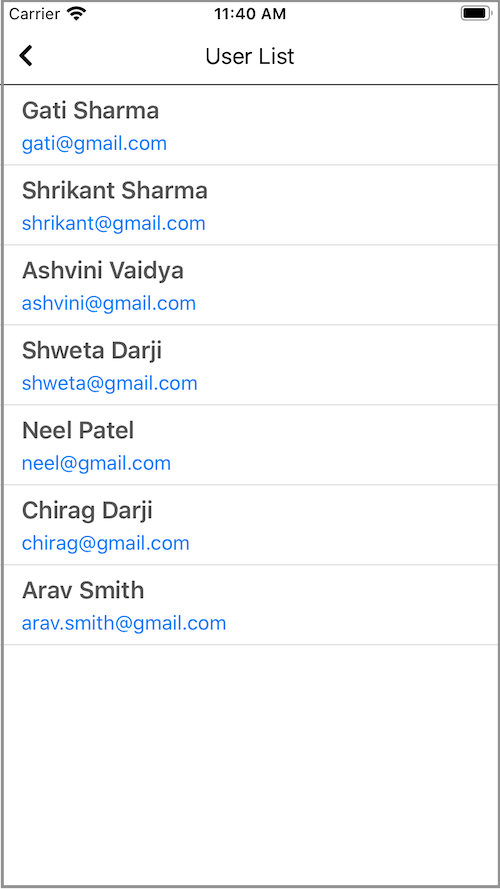 Carrier 11:40 AM
User List
Gati Sharma
gati@gmail.com
Shrikant Sharma
shrikant@gmail.com
Ashvini Vaidya
ashvini@gmail.com
Shweta Darji
shweta@gmail.com
Neel Patel
neel@gmail.com
Chirag Darji
chirag@gmail.com
Arav Smith
arav.smith@gmail.com